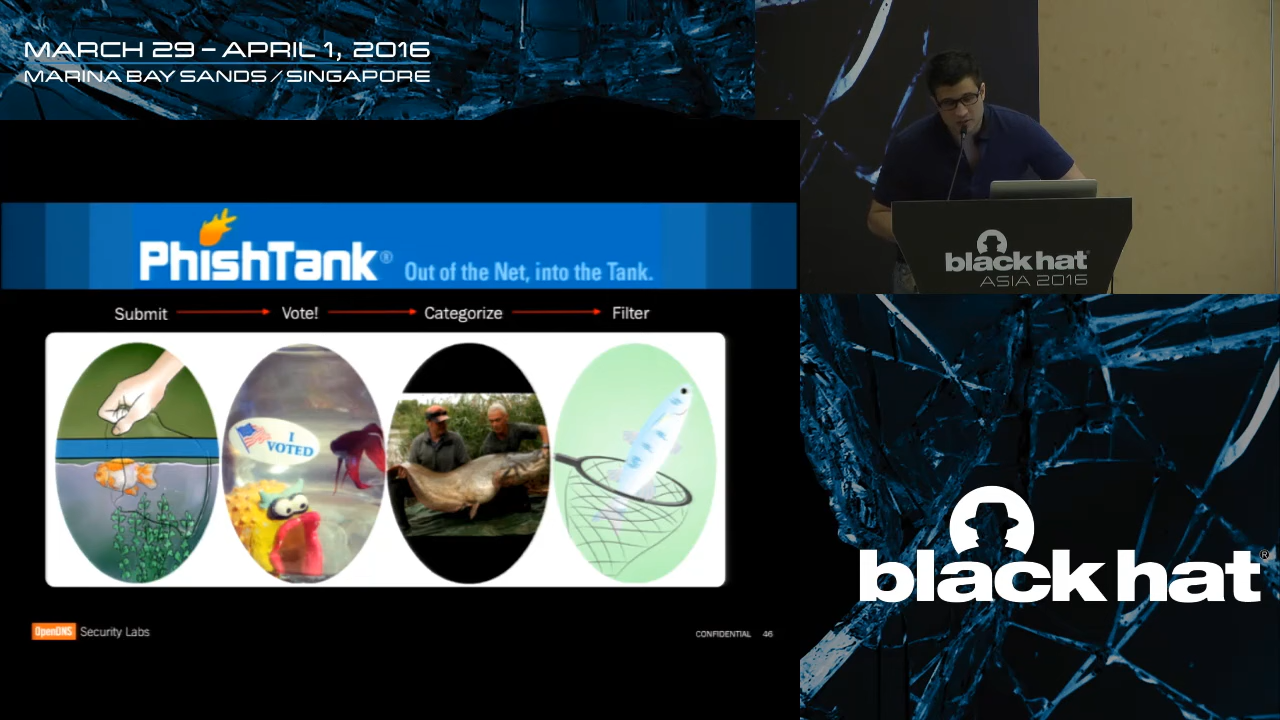 MARCH 29 – APRIL 1, 2016
MARINA BAY SANDS / SINGAPORE
PhishTank® Out of the Net, into the Tank.
Submit Vote! Categorize Filter
I VOTED
OpenDNS Security Labs
CONFIDENTIAL 46
black hat®
ASIA 2016
black hat®